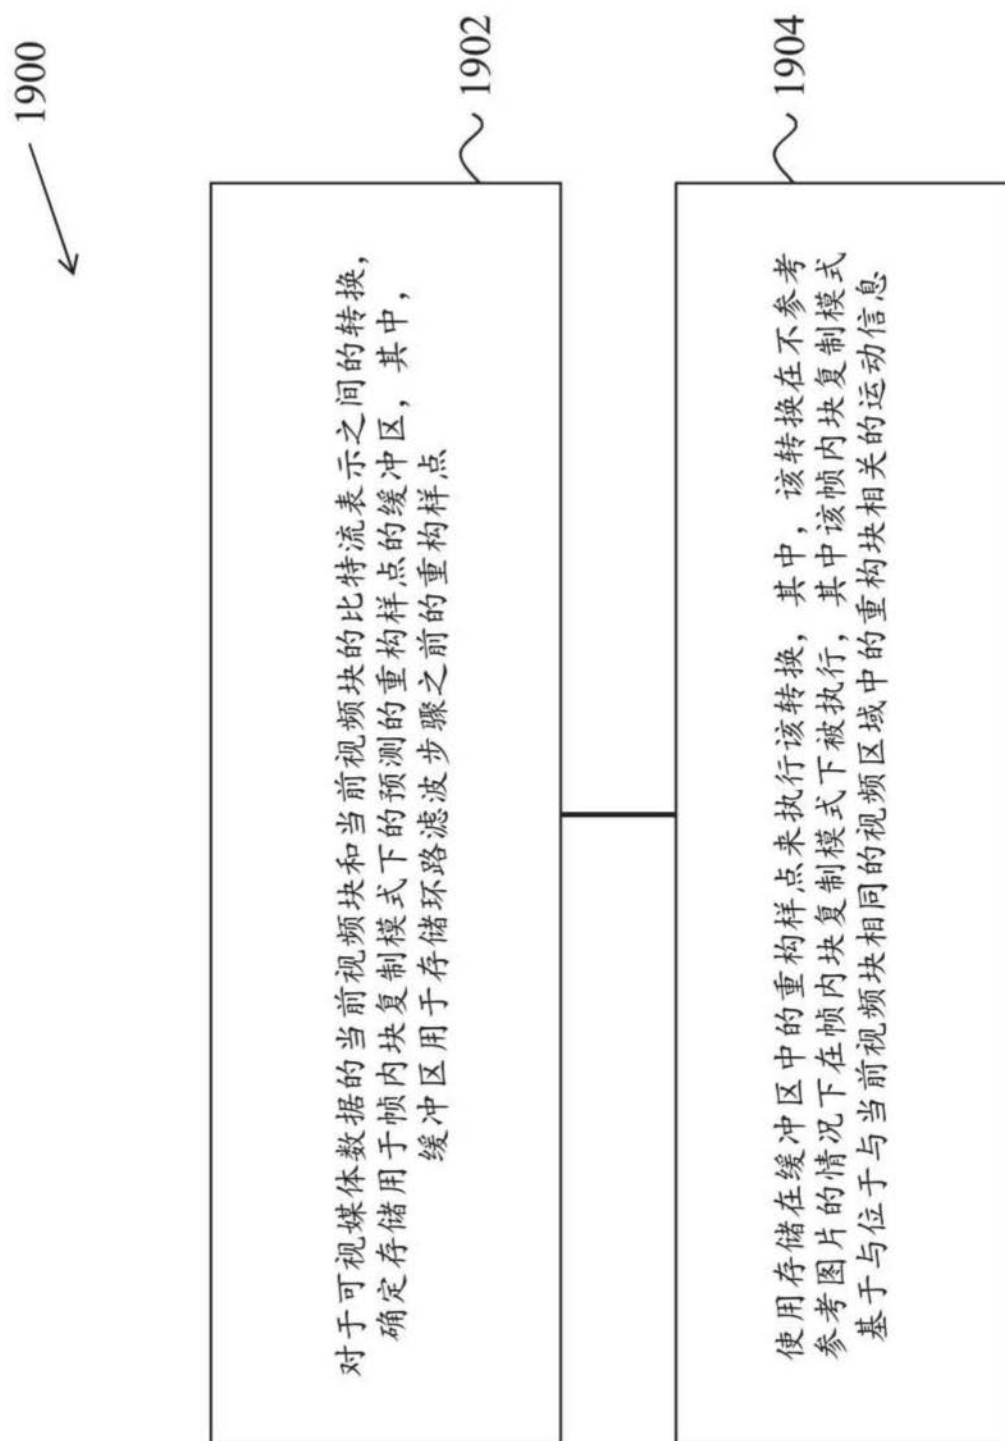 1900
对于可视媒体数据的当前视频块和当前视频块的比特流表示之间的转换，
确定存储用于帧内块复制模式下的预测的重构样点的缓冲区，其中，
缓冲区用于存储环路滤波步骤之前的重构样点
1902
使用存储在缓冲区中的重构样点来执行该转换，其中，该转换在不参考
参考图片的情况下在帧内块复制模式下被执行，其中该帧内块复制模式
基于与位于与当前视频块相同的视频区域中的重构块相关的运动信息
1904